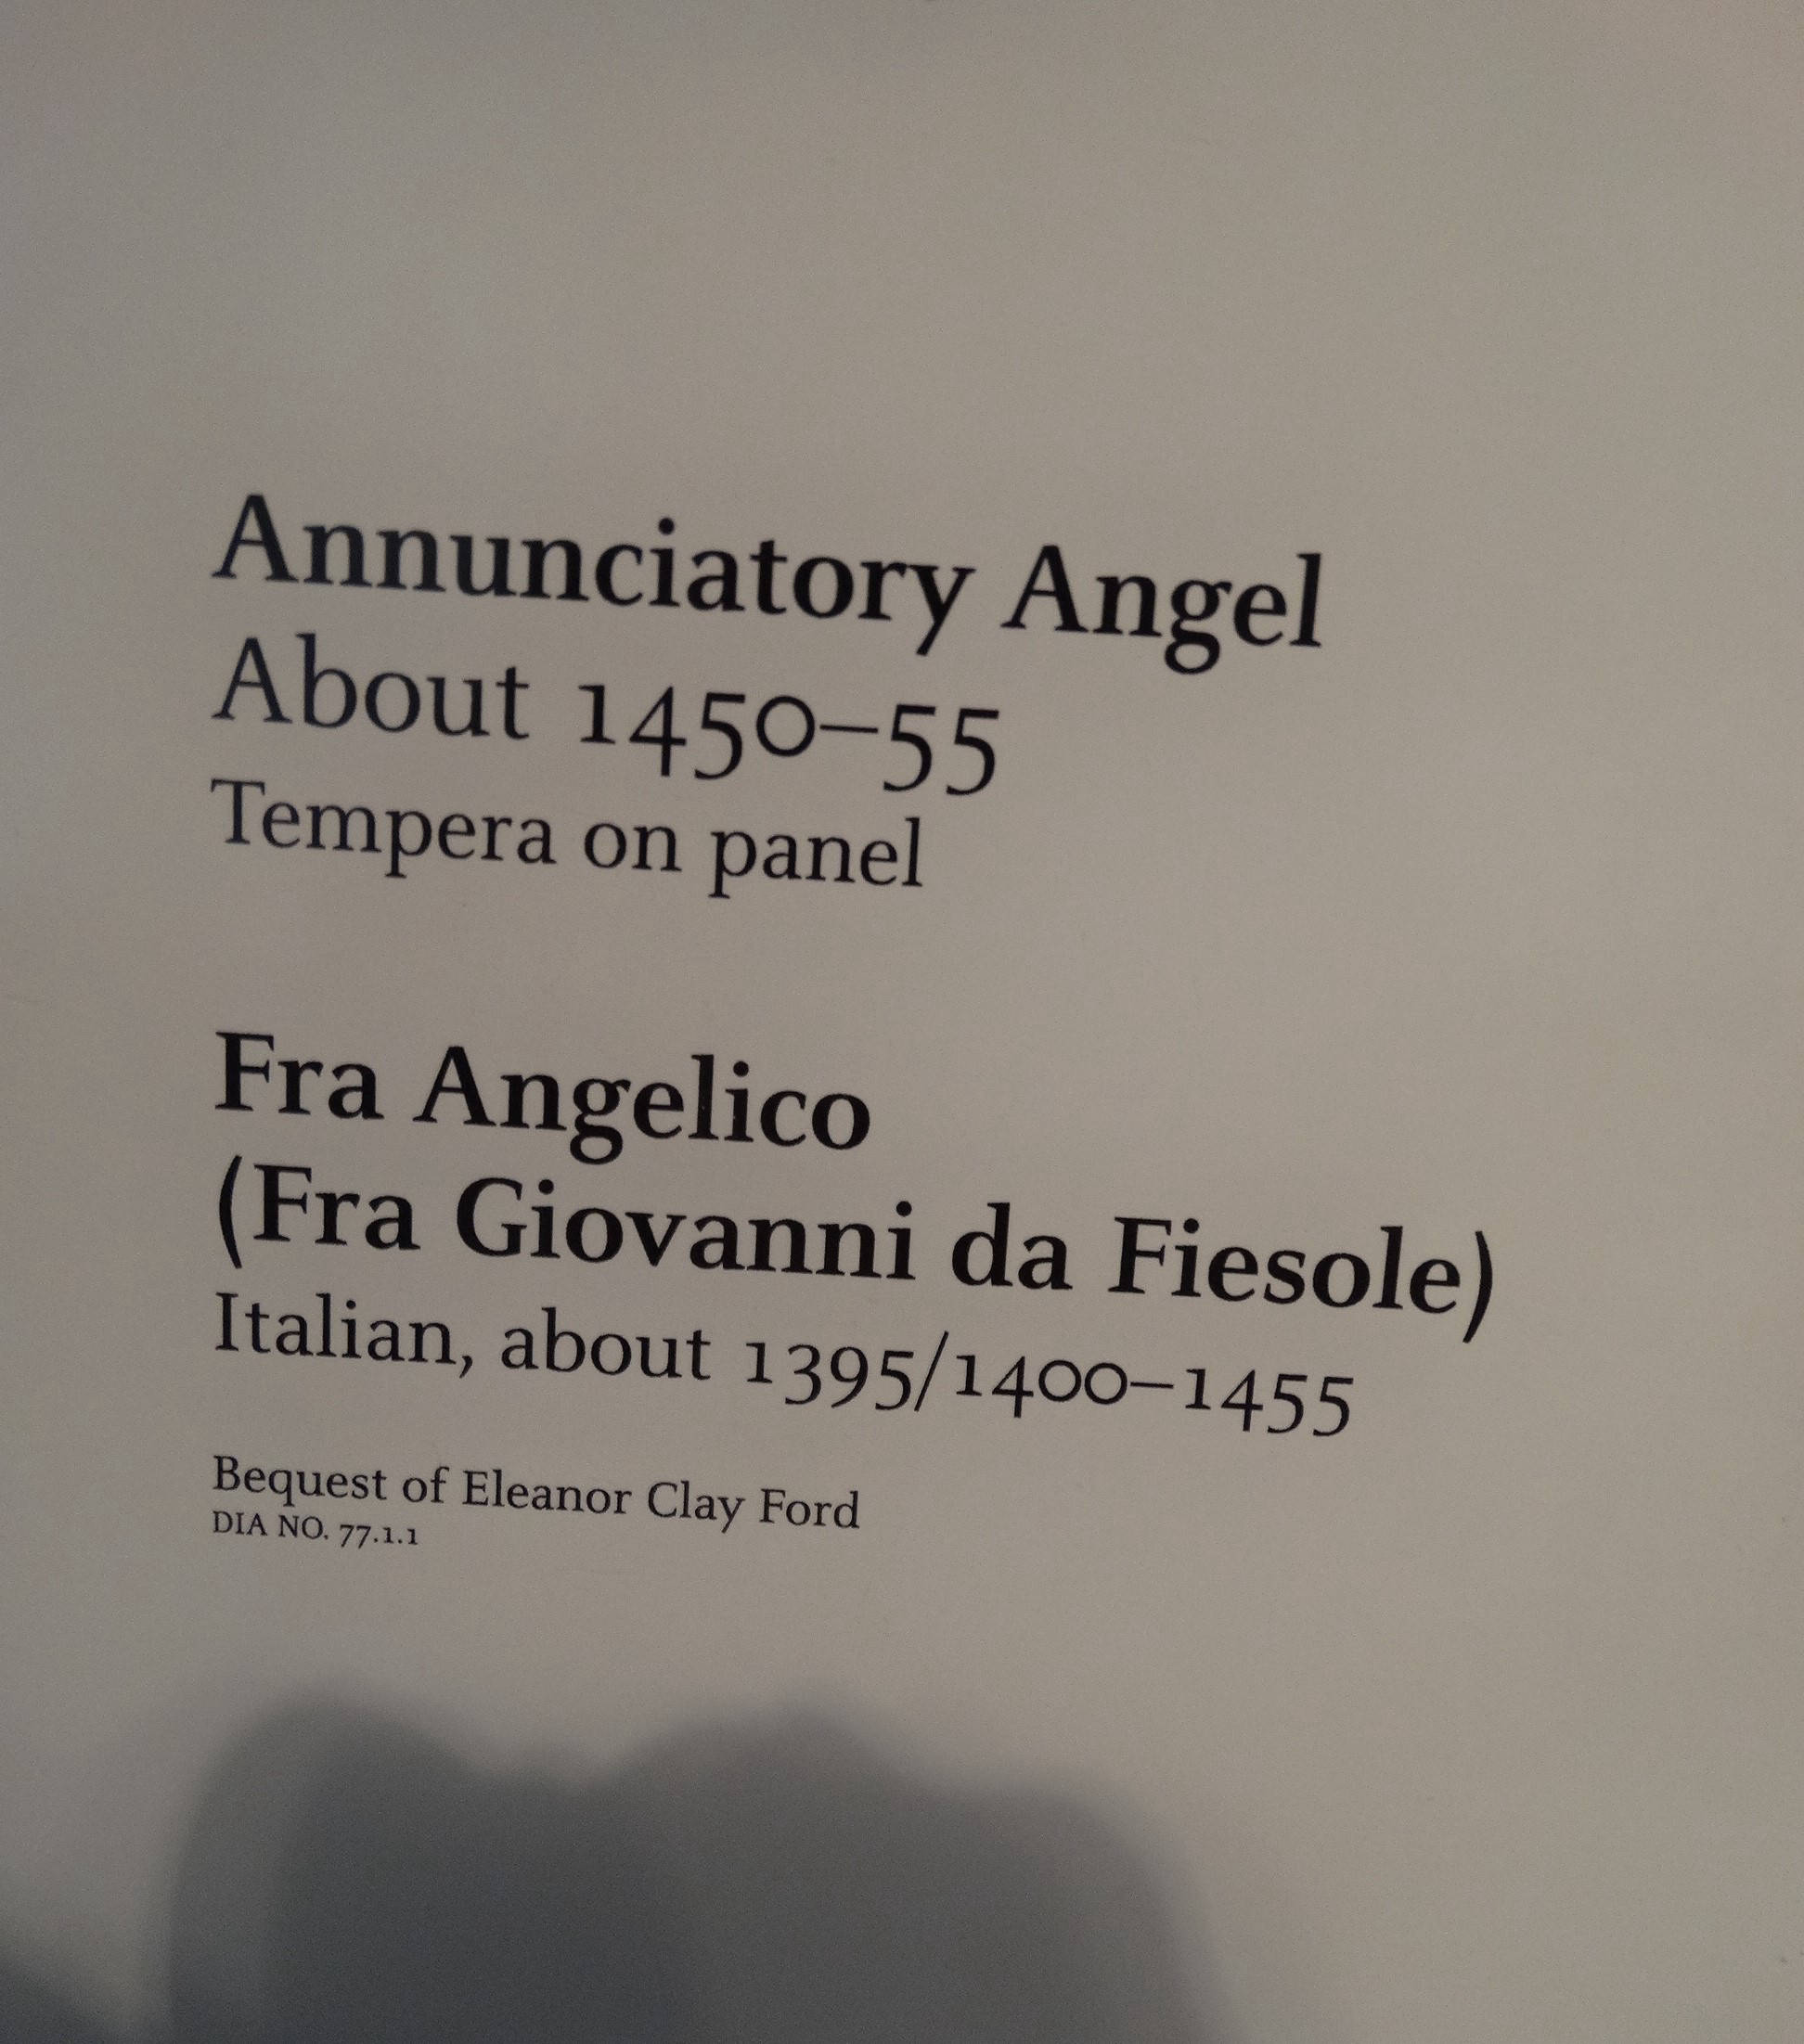 Annunciatory Angel
About 1450–55
Tempera on panel
Fra Angelico
(Fra Giovanni da Fiesole)
Italian, about 1395/1400–1455
Bequest of Eleanor Clay Ford
DIA NO. 77.1.1